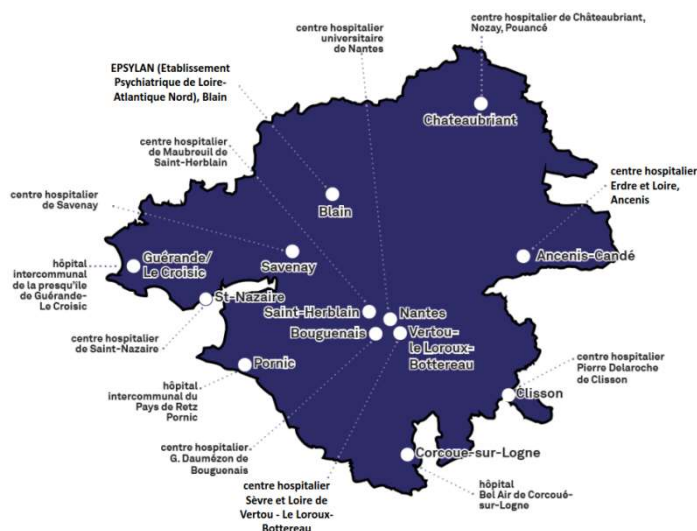 centre hospitalier
universitaire
de Nantes
centre hospitalier de Châteaubriant,
Nozay, Pouancé
EPSYLAN (Etablissement
Psychiatrique de Loire-
Atlantique Nord), Blain
Chateaubriant
centre hospitalier
de Maubreuil de
Saint-Herblain
centre hospitalier
Erdre et Loire,
Ancenis
centre hospitalier
de Savenay
Blain
hôpital
intercommunal
de la presqu'île
de Guérande-
Le Croisic
Guérande/
Le Croisic
Savenay
Ancenis-Candé
St-Nazaire
Saint-Herblain
Nantes
Bouguenais
Vertou-
le Loroux-
Bottereau
centre hospitalier
de Saint-Nazaire
Pornic
centre hospitalier
Pierre Delaroche
de Clisson
hôpital
intercommunal du
Pays de Retz
Pornic
Clisson
centre hospitalier
G. Daumézon de
Bouguenais
Corcoué-sur-Logne
centre hospitalier
Sèvre et Loire de
Vertou - Le Loroux-
Bottereau
hôpital
Bel Air de Corcoué-
sur-Logne